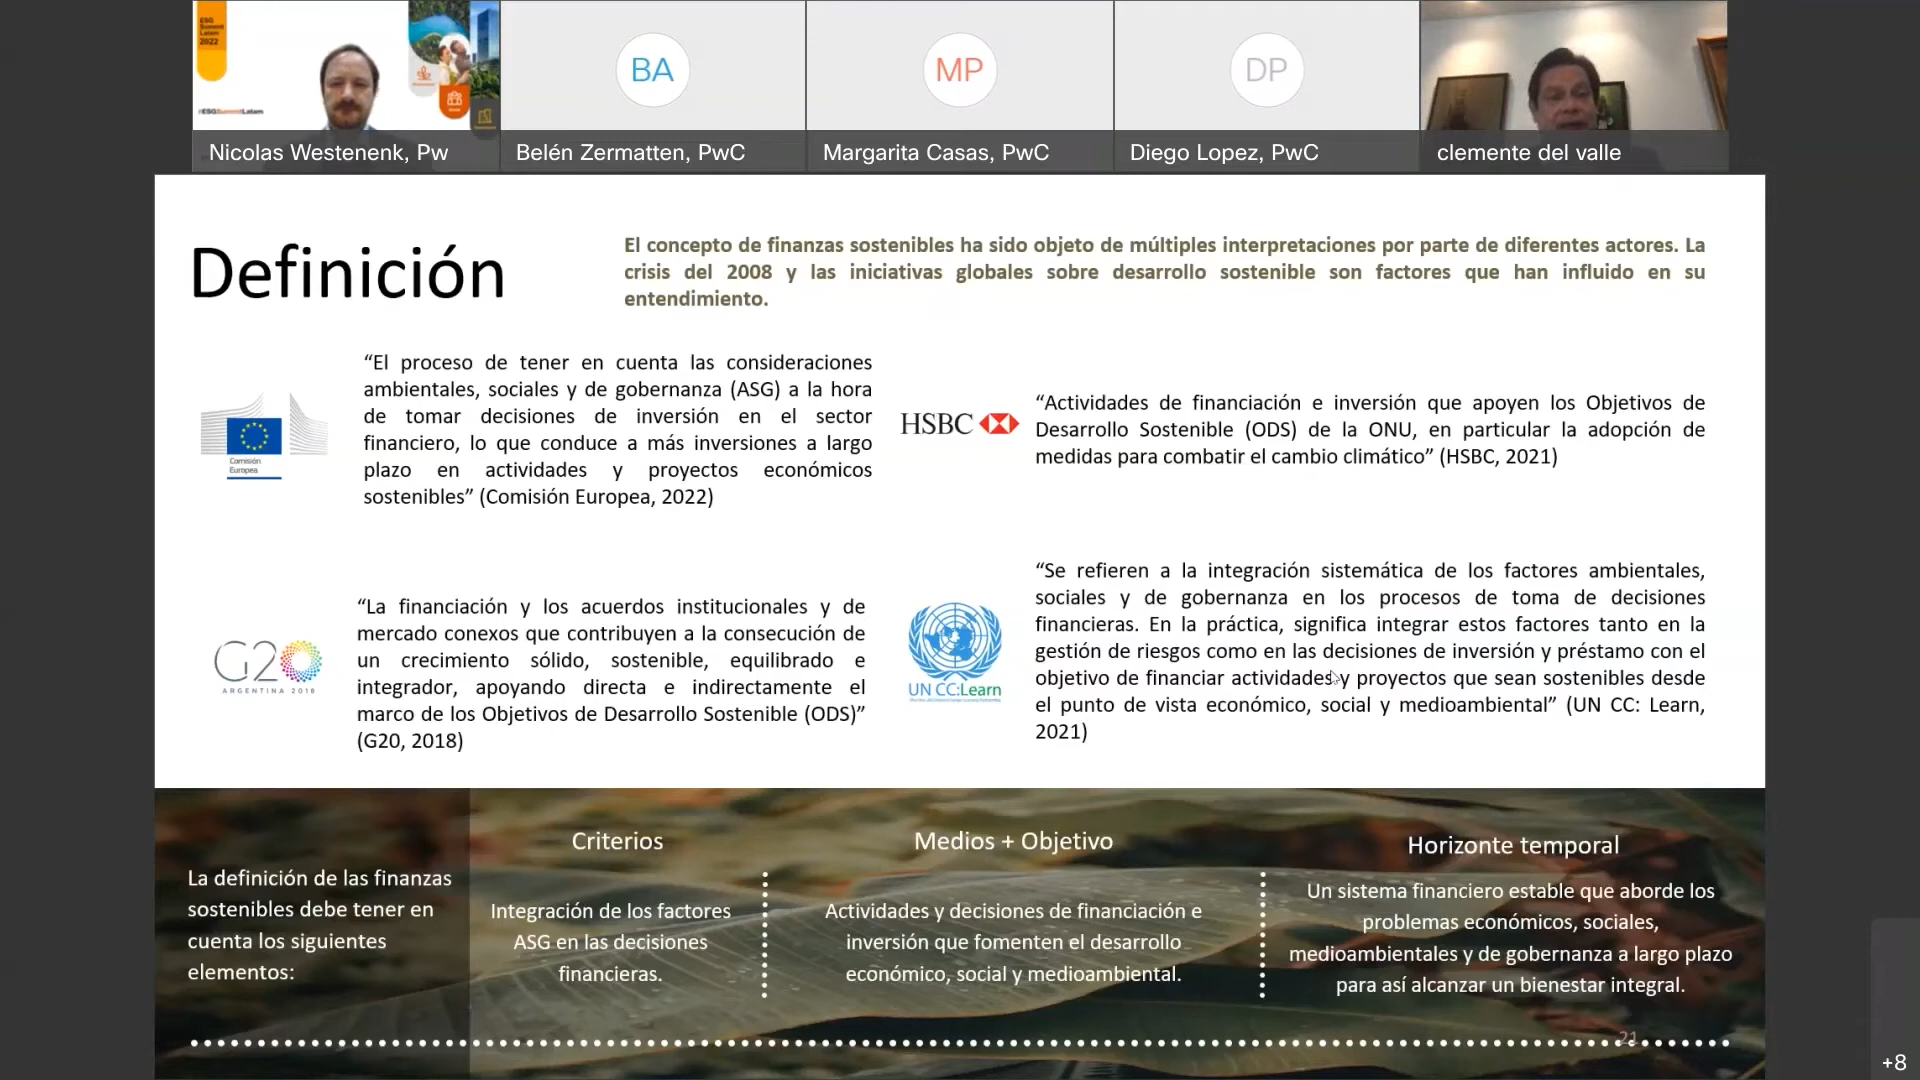 ESG
Summit
Latam
2022
#ESGSummitLatam
BA
MP
DP
Nicolas Westenenk, Pw
Belén Zermatten, PwC
Margarita Casas, PwC
Diego Lopez, PwC
clemente del valle
Definición
El concepto de finanzas sostenibles ha sido objeto de múltiples interpretaciones por parte de diferentes actores. La
crisis del 2008 y las iniciativas globales sobre desarrollo sostenible son factores que han influido en su
entendimiento.
Comisión
Europea
“El proceso de tener en cuenta las consideraciones
ambientales, sociales y de gobernanza (ASG) a la hora
de tomar decisiones de inversión en el sector
financiero, lo que conduce a más inversiones a largo
plazo en actividades y proyectos económicos
sostenibles” (Comisión Europea, 2022)
HSBC
“Actividades de financiación e inversión que apoyen los Objetivos de
Desarrollo Sostenible (ODS) de la ONU, en particular la adopción de
medidas para combatir el cambio climático” (HSBC, 2021)
G20
ARGENTINA 2018
“La financiación y los acuerdos institucionales y de
mercado conexos que contribuyen a la consecución de
un crecimiento sólido, sostenible, equilibrado e
integrador, apoyando directa e indirectamente el
marco de los Objetivos de Desarrollo Sostenible (ODS)”
(G20, 2018)
UN CC:Learn
“Se refieren a la integración sistemática de los factores ambientales,
sociales y de gobernanza en los procesos de toma de decisiones
financieras. En la práctica, significa integrar estos factores tanto en la
gestión de riesgos como en las decisiones de inversión y préstamo con el
objetivo de financiar actividades y proyectos que sean sostenibles desde
el punto de vista económico, social y medioambiental” (UN CC: Learn,
2021)
La definición de las finanzas
sostenibles debe tener en
cuenta los siguientes
elementos:
Criterios
Integración de los factores
ASG en las decisiones
financieras.
Medios + Objetivo
Actividades y decisiones de financiación e
inversión que fomenten el desarrollo
económico, social y medioambiental.
Horizonte temporal
Un sistema financiero estable que aborde los
problemas económicos, sociales,
medioambientales y de gobernanza a largo plazo
para así alcanzar un bienestar integral.
21
+8